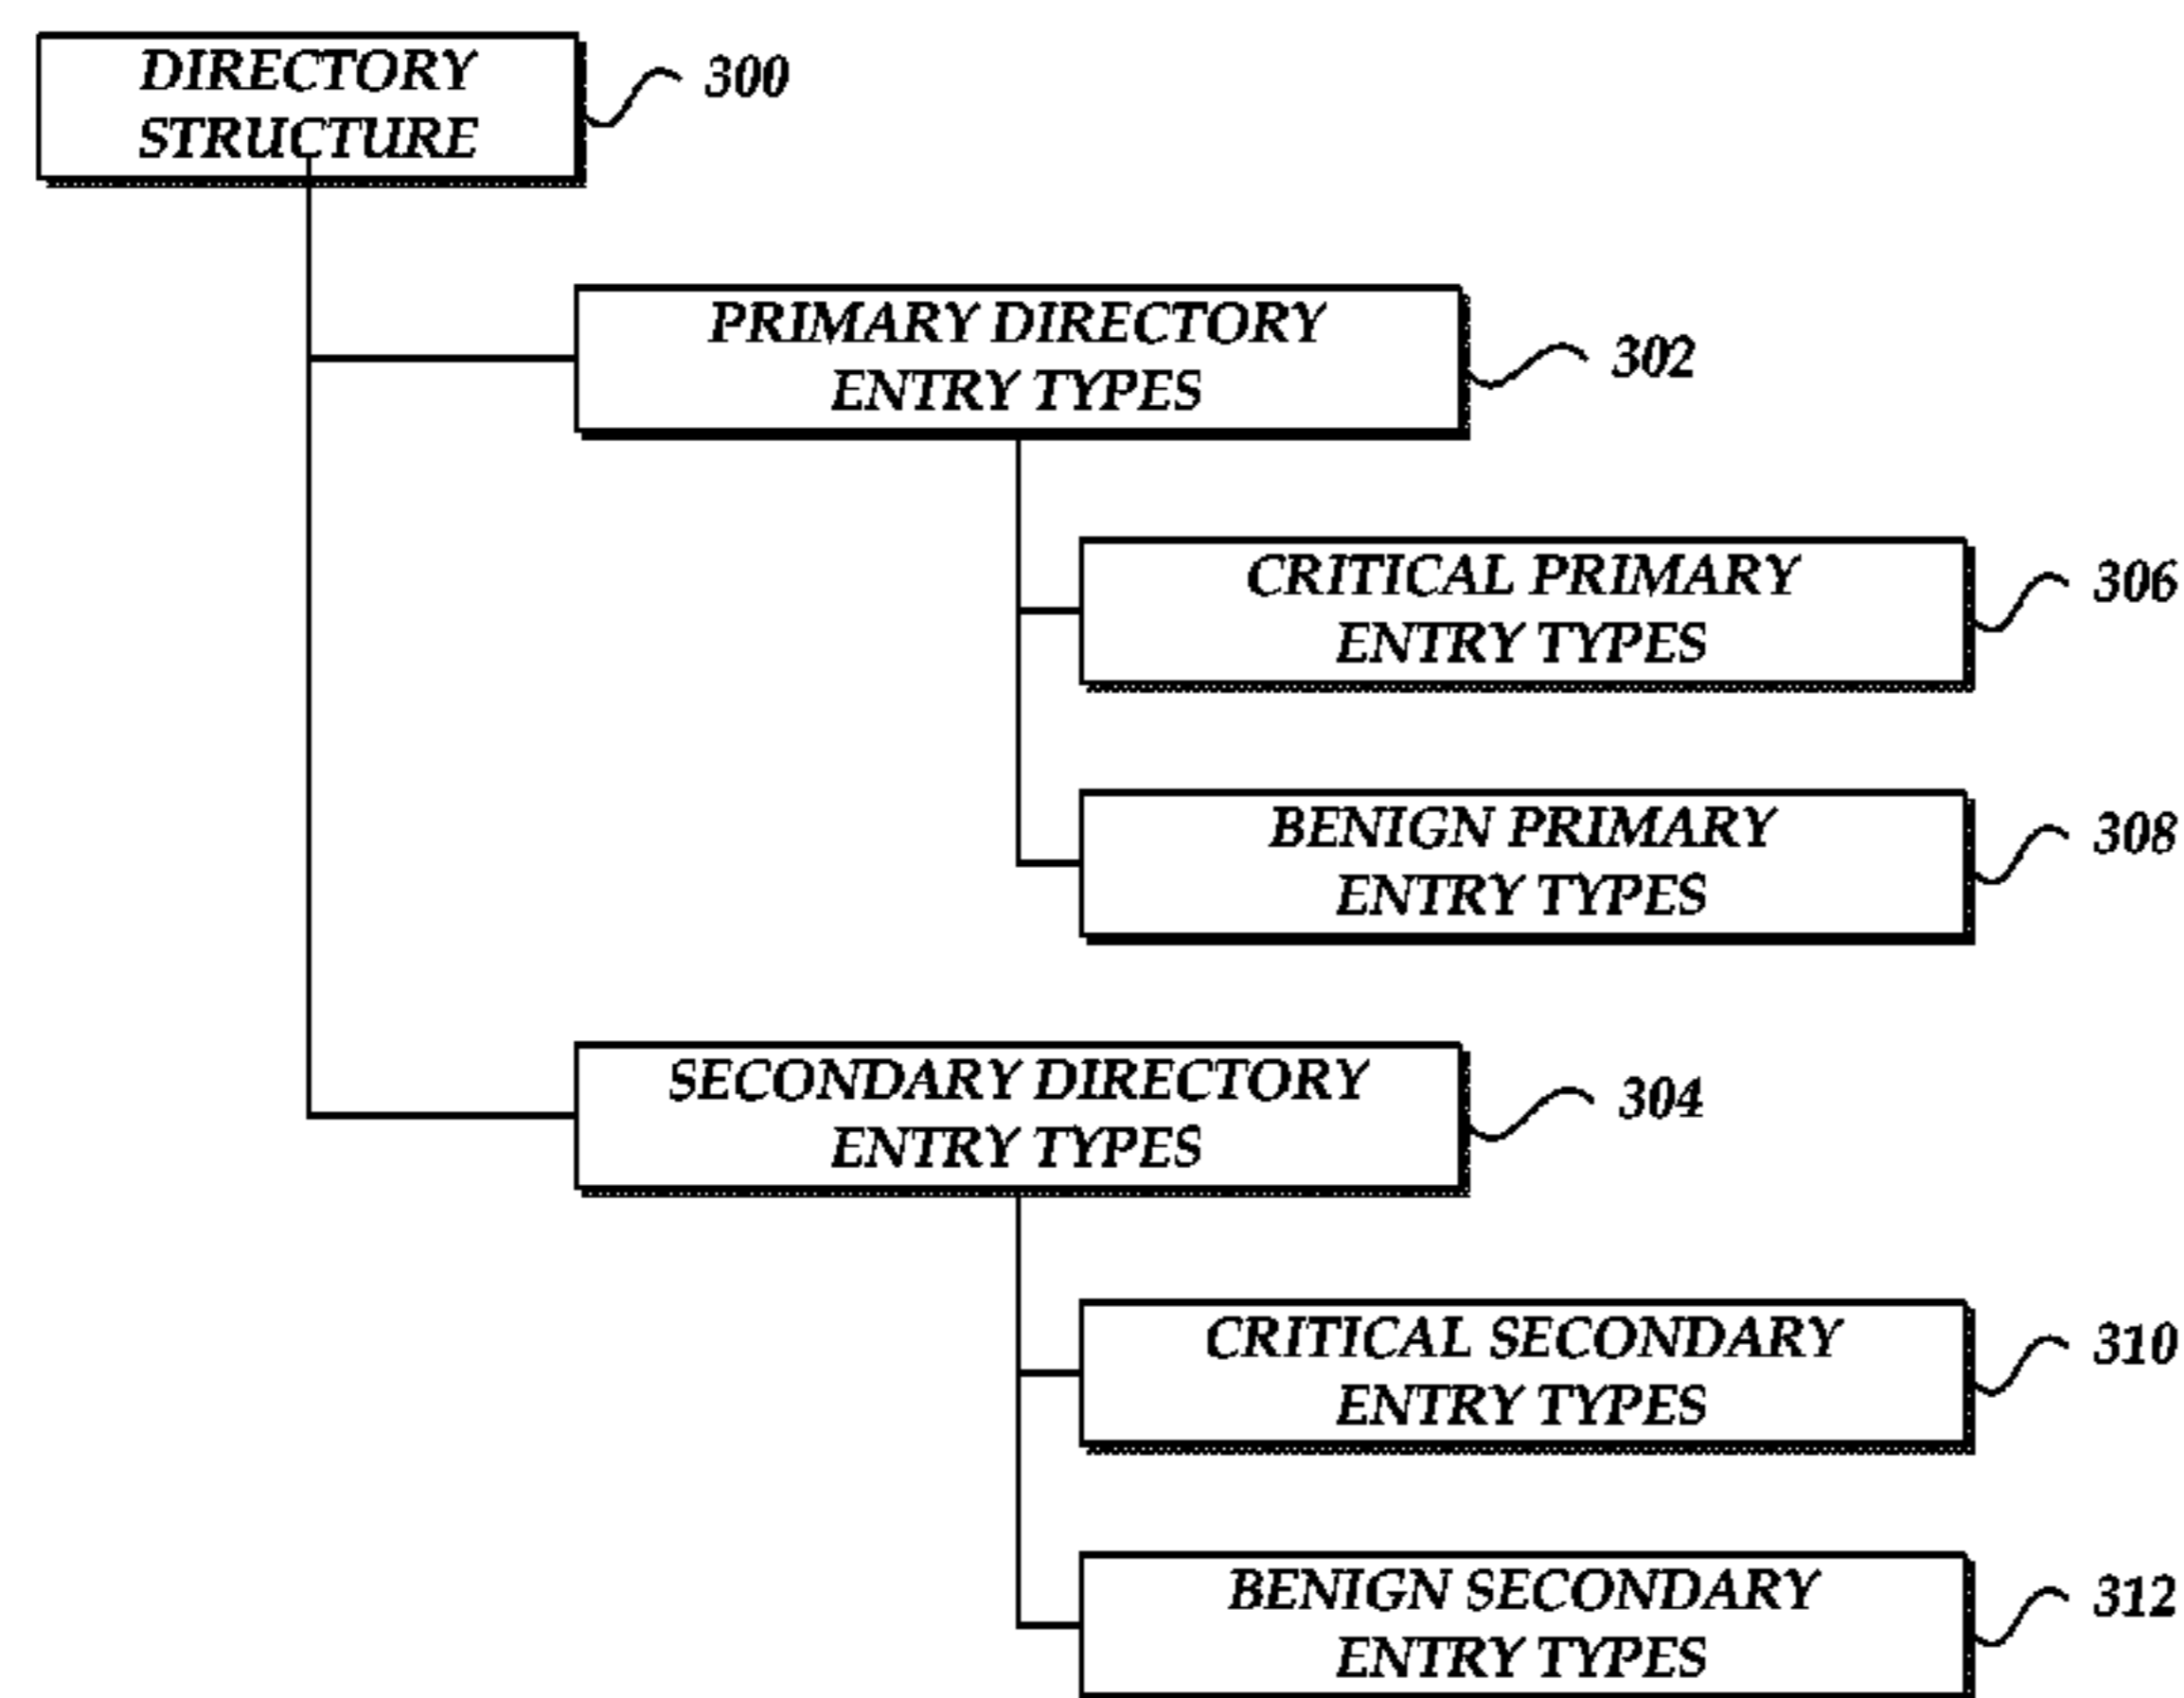 DIRECTORY
STRUCTURE
300
PRIMARY DIRECTORY
ENTRY TYPES
302
CRITICAL PRIMARY
ENTRY TYPES
306
BENIGN PRIMARY
ENTRY TYPES
308
SECONDARY DIRECTORY
ENTRY TYPES
304
CRITICAL SECONDARY
ENTRY TYPES
310
BENIGN SECONDARY
ENTRY TYPES
312